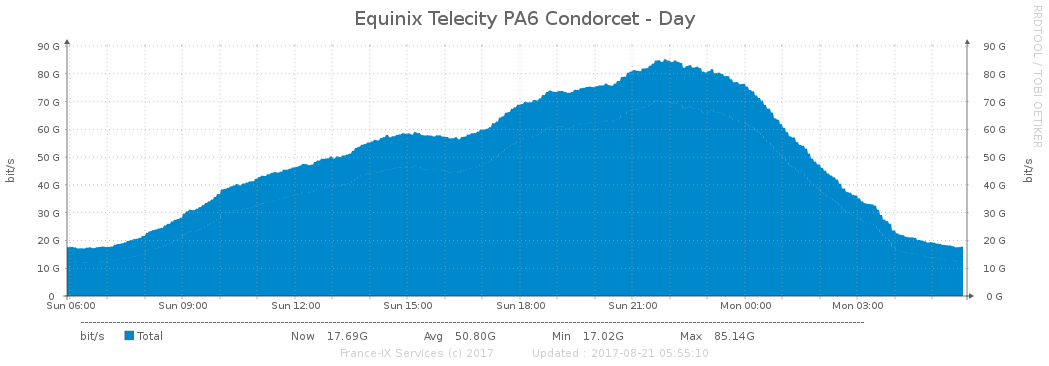 Equinix Telecity PA6 Condorcet - Day
RRDTOOL / TOBI OETIKER
bit/s
90 G 90 G
80 G 80 G
70 G 70 G
60 G 60 G
50 G 50 G
40 G 40 G
30 G 30 G
20 G 20 G
10 G 10 G
0 0 G
bit/s
Sun 06:00 Sun 09:00 Sun 12:00 Sun 15:00 Sun 18:00 Sun 21:00 Mon 00:00 Mon 03:00
bit/s Total Now 17.69G Avg 50.80G Min 17.02G Max 85.14G
France-IX Services (c) 2017 Updated : 2017-08-21 05:55:10